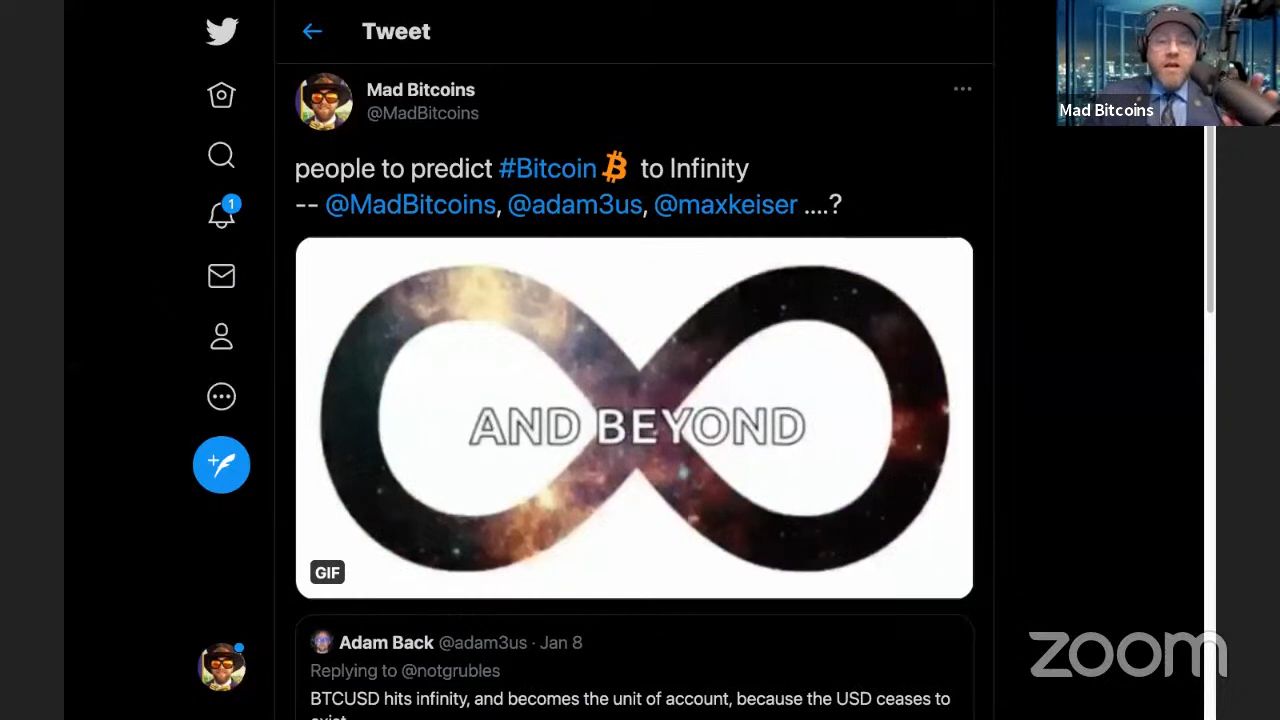 Tweet
Mad Bitcoins
@MadBitcoins
people to predict #Bitcoin to Infinity
-- @MadBitcoins, @adam3us, @maxkeiser ....?
AND BEYOND
GIF
Adam Back @adam3us · Jan 8
Replying to @notgrubles
BTCUSD hits infinity, and becomes the unit of account, because the USD ceases to
1
Mad Bitcoins
zoom